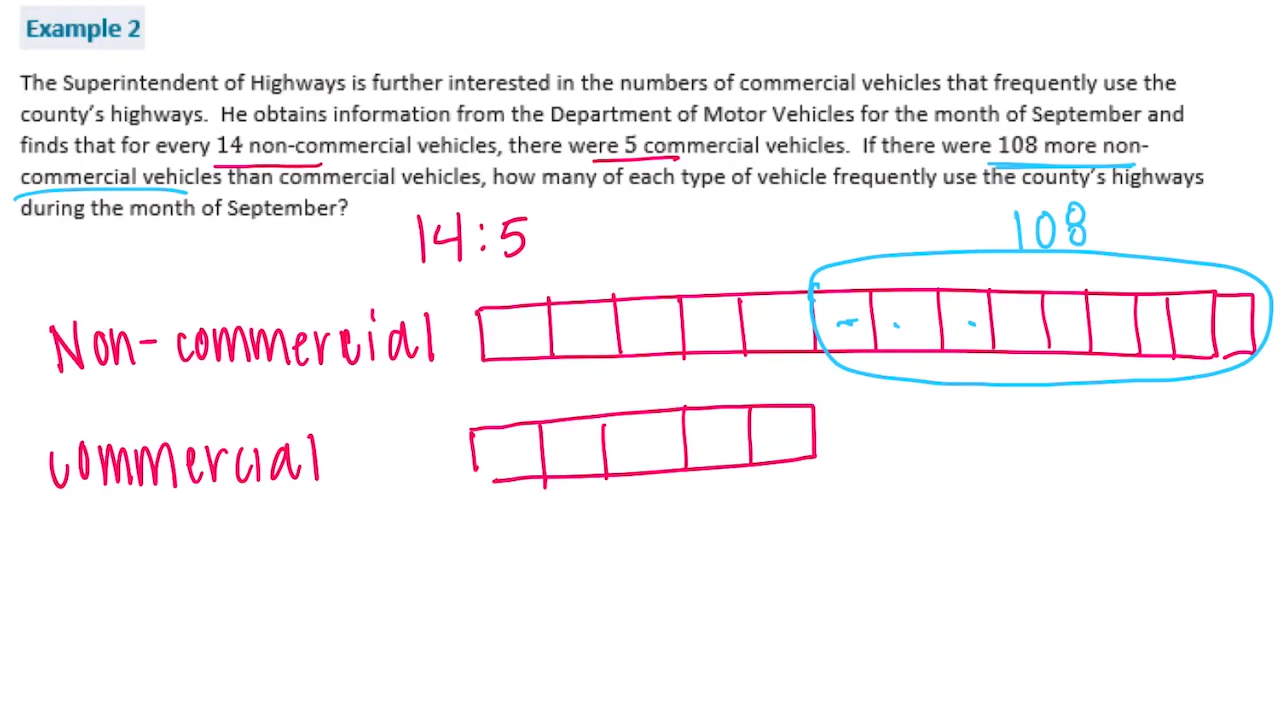 Example 2
The Superintendent of Highways is further interested in the numbers of commercial vehicles that frequently use the
county's highways. He obtains information from the Department of Motor Vehicles for the month of September and
finds that for every 14 non-commercial vehicles, there were 5 commercial vehicles. If there were 108 more non-
commercial vehicles than commercial vehicles, how many of each type of vehicle frequently use the county's highways
during the month of September?
14:5
108
Non-commercial
commercial